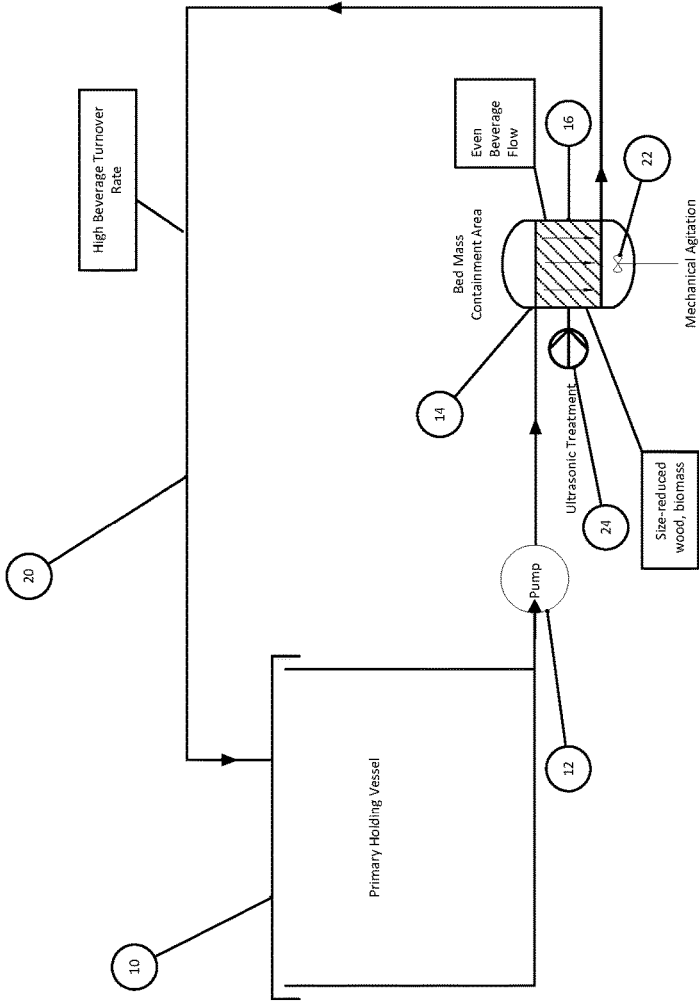 High Beverage Turnover
Rate
20
10
Primary Holding Vessel
Pump
12
14
Bed Mass
Containment Area
Even
Beverage
Flow
16
22
Mechanical Agitation
Ultrasonic Treatment
24
Size-reduced
wood, biomass